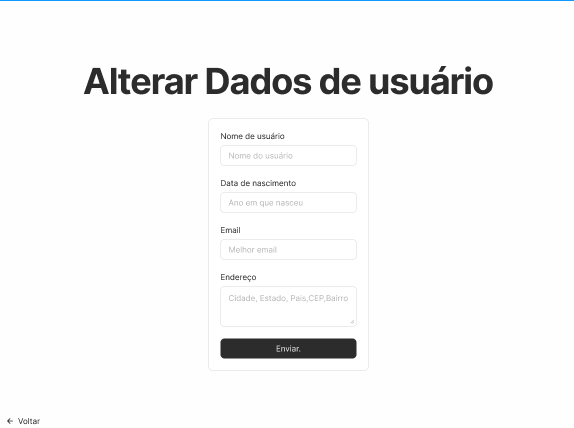 Alterar Dados de usuário
Nome de usuário
Nome do usuário
Data de nascimento
Ano em que nasceu
Email
Melhor email
Endereço
Cidade, Estado, País,CEP,Bairro
Enviar.
Voltar